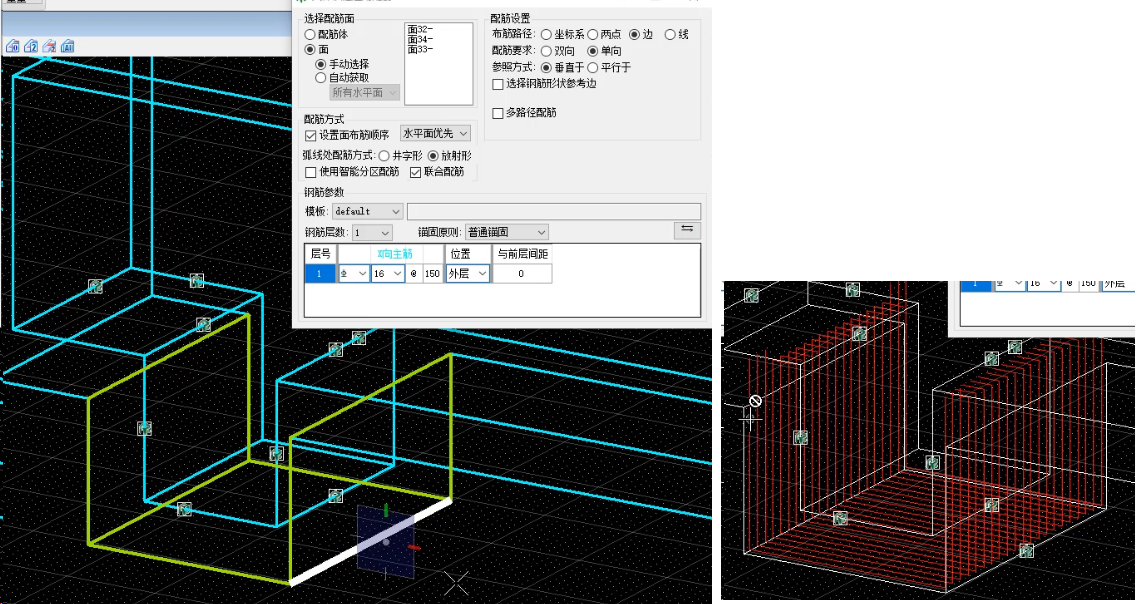 选择配筋面
配筋体
面
手动选择
自动获取
所有水平面
面32-
面34-
面33-
配筋设置
布筋路径: 坐标系 两点 边 线
配筋要求: 双向 单向
参照方式: 垂直于 平行于
选择钢筋形状参考边
多路径配筋
配筋方式
设置面布筋顺序 水平面优先
弧线处配筋方式: 井字形 放射形
使用智能分区配筋 联合配筋
钢筋参数
模板: default
钢筋层数: 1 锚固原则: 普通锚固
层号 X向主筋 位置 与前层间距
1 16 @ 150 外层 0
1 16 @ 150 外层